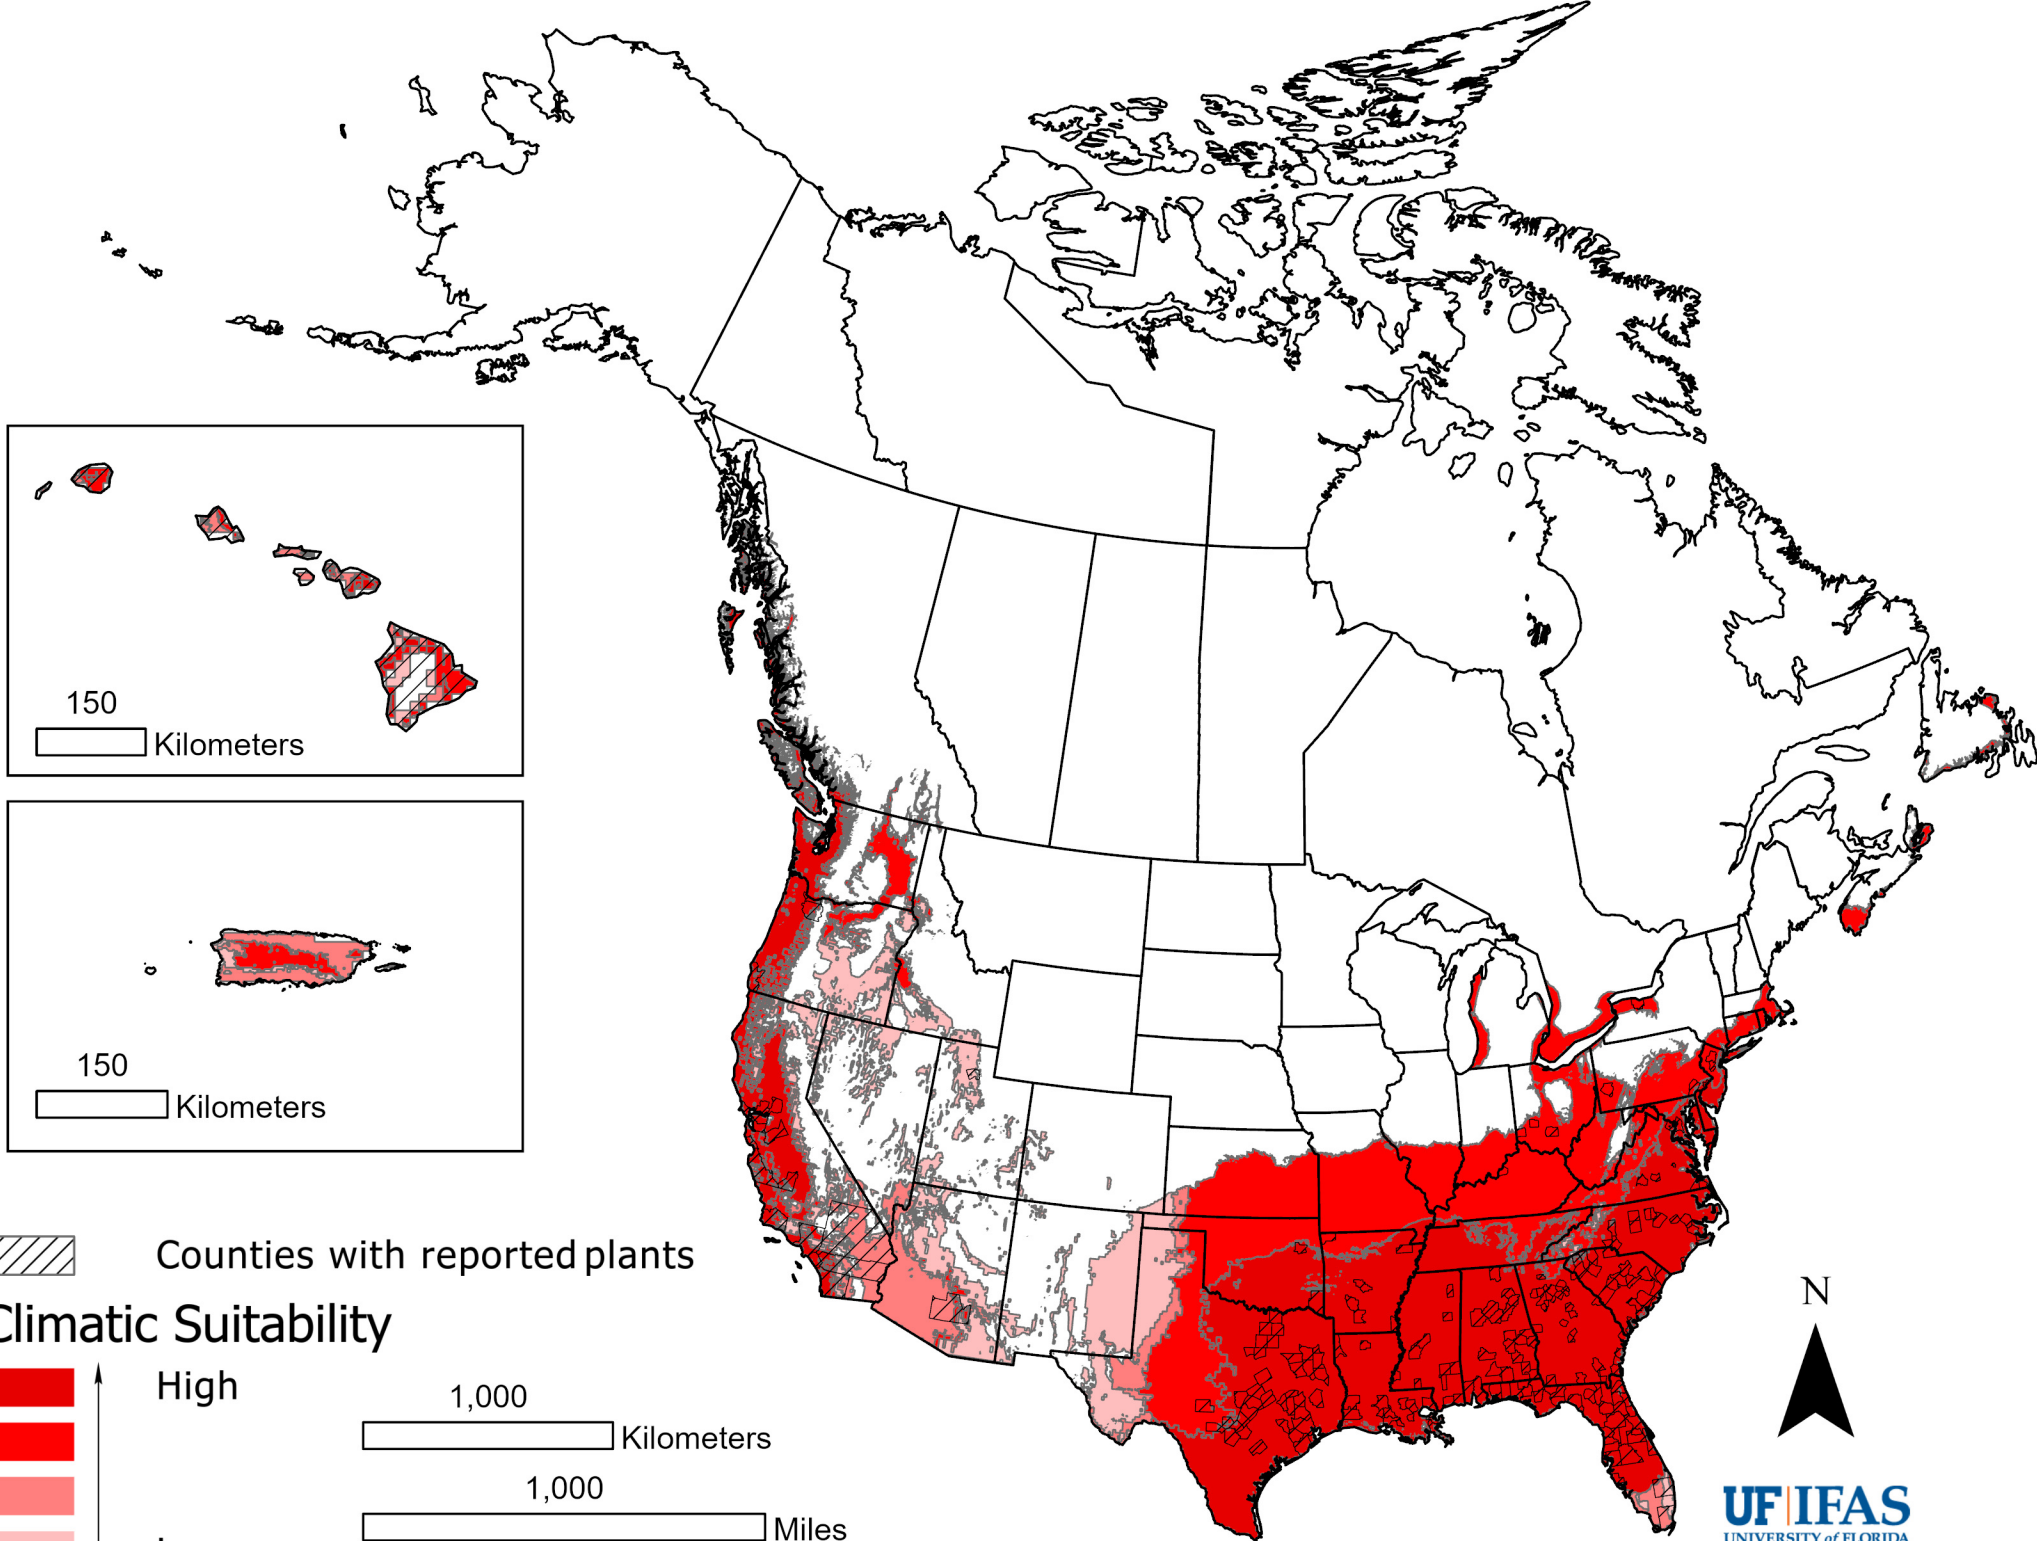 150
Kilometers
150
Kilometers
Counties with reported plants
Climatic Suitability
High
1,000
Kilometers
1,000
Miles
N
UF|IFAS
UNIVERSITY of FLORIDA